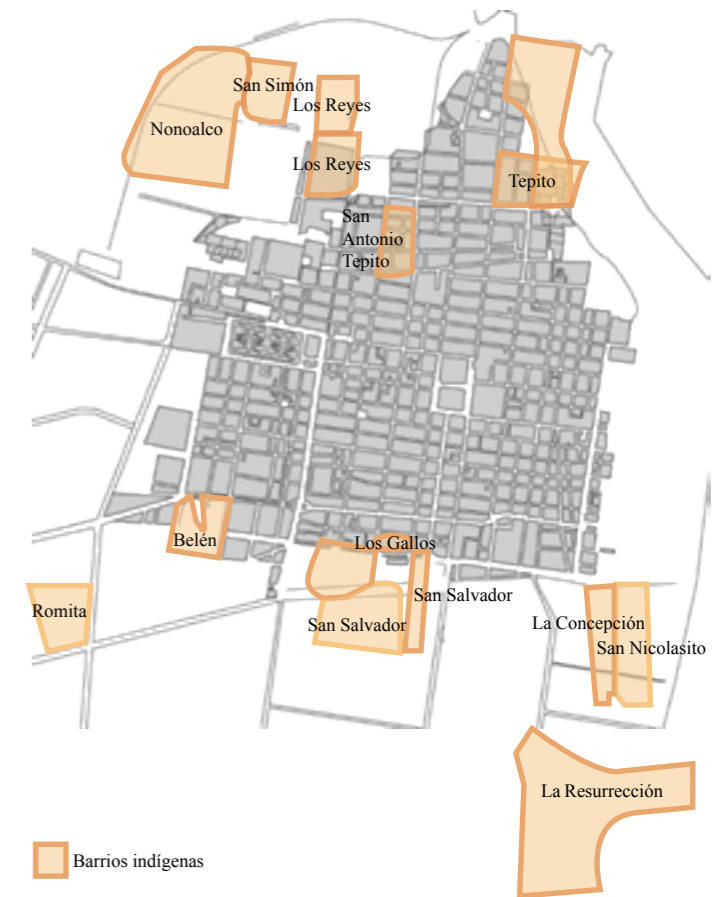 San Simón
Los Reyes
Nonoalco
Los Reyes
Tepito
San
Antonio
Tepito
Belén
Los Gallos
San Salvador
Romita
San Salvador
La Concepción
San Nicolasito
La Resurrección
Barrios indígenas